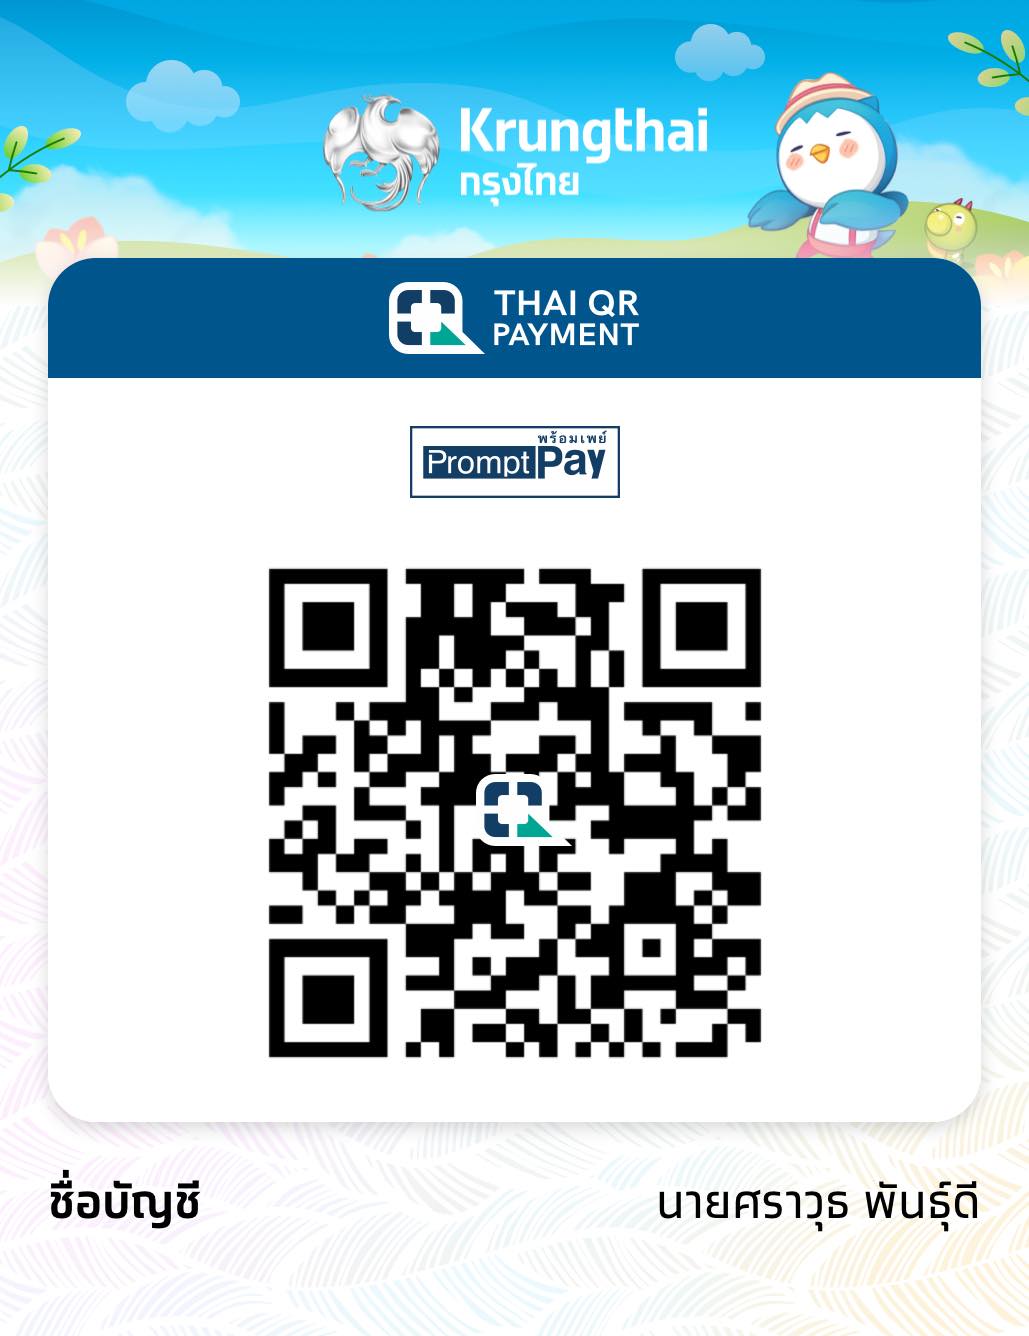 Krungthai
กรุงไทย
THAI QR
PAYMENT
พร้อมเพย์
PromptPay
ชื่อบัญชี นายศราวุธ พันธุ์ดี